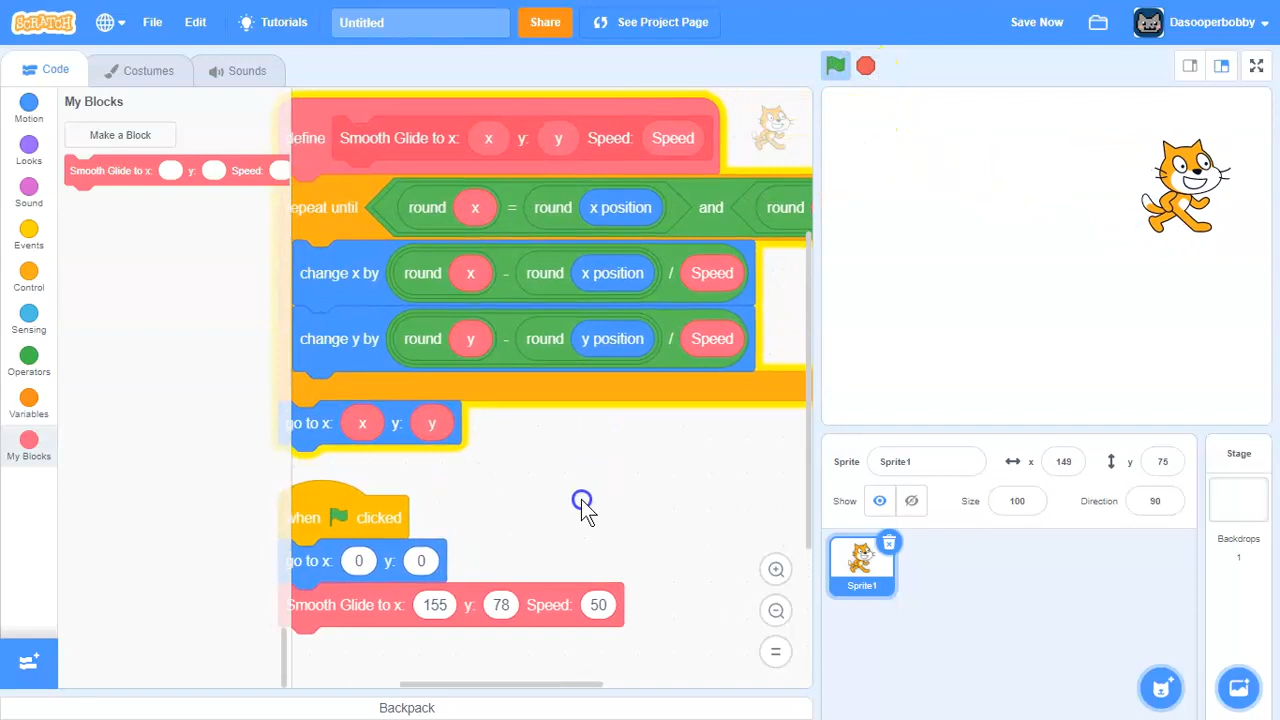 SCRATCH File Edit Tutorials Untitled Share See Project Page Save Now Dasooperbobby
Code Costumes Sounds
Motion
Looks
Sound
Events
Control
Sensing
Operators
Variables
My Blocks
My Blocks
Make a Block
Smooth Glide to x: y: Speed:
define Smooth Glide to x: x y: y Speed: Speed
repeat until round x = round x position and round
change x by round x - round x position / Speed
change y by round y - round y position / Speed
go to x: x y: y
when clicked
go to x: 0 y: 0
Smooth Glide to x: 155 y: 78 Speed: 50
Backpack
Sprite Sprite1 x 149 y 75
Show Size 100 Direction 90
Sprite1
Stage
Backdrops
1